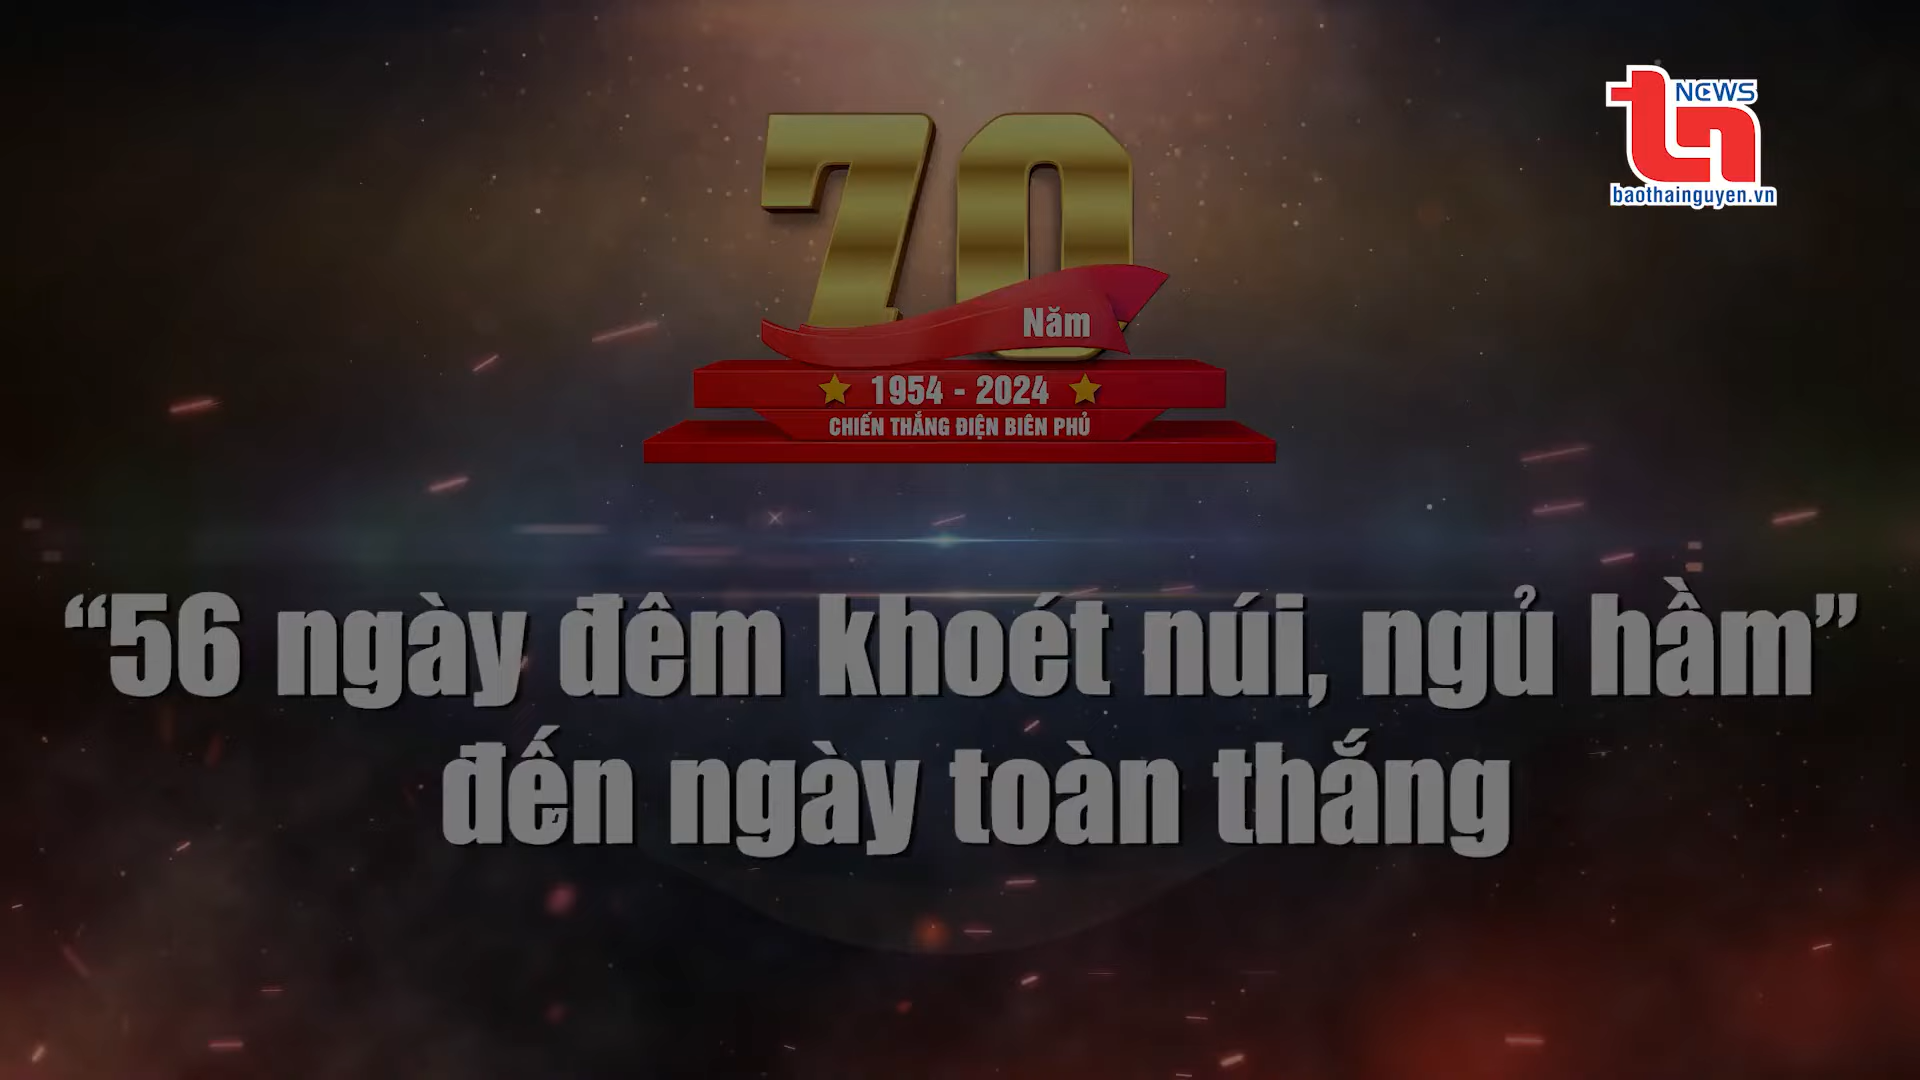 NEWS
tn
baothainguyen.vn
70
Năm
1954 - 2024
CHIẾN THẮNG ĐIỆN BIÊN PHỦ
“56 ngày đêm khoét núi, ngủ hầm”
đến ngày toàn thắng